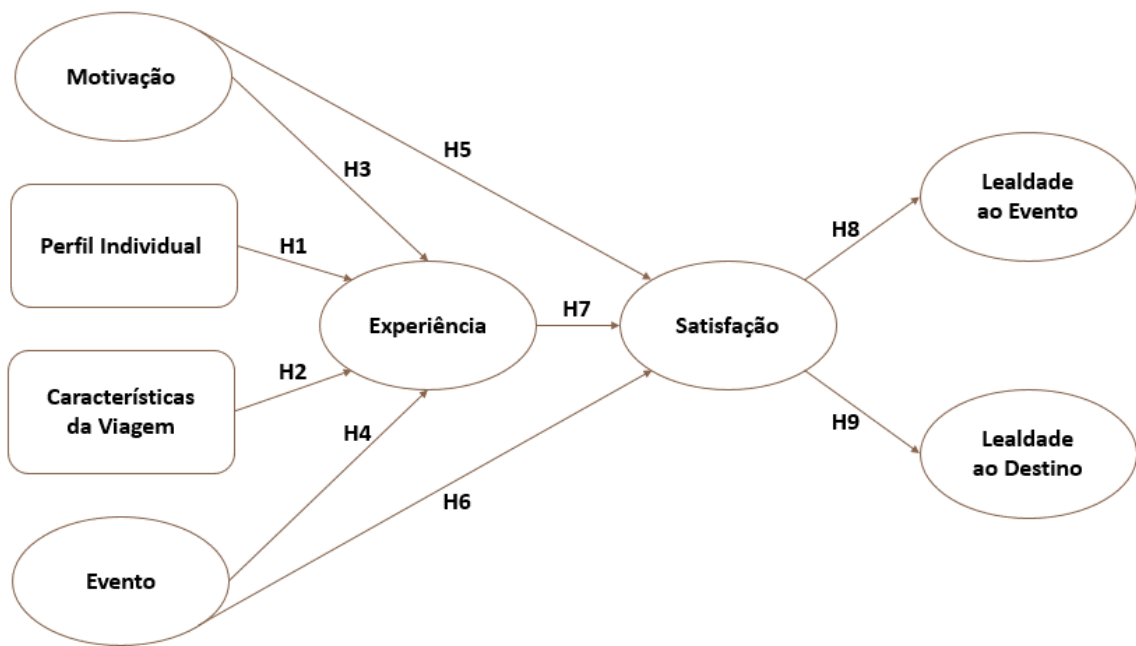 Motivação
H5
H3
Lealdade
ao Evento
Perfil Individual
H1
H8
Experiência
H7
Satisfação
Características
da Viagem
H2
H4
H9
Lealdade
ao Destino
H6
Evento